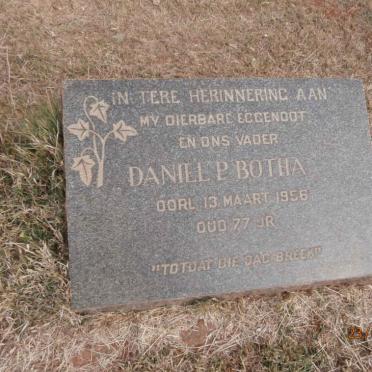 IN TERE HERINNERING AAN
MY DIERBARE EGGENOOT
EN ONS VADER
DANIEL P. BOTHA
OORL. 13. MAART. 1956
OUD 77 JR.
"TOTDAT DIE DAG BREEK"